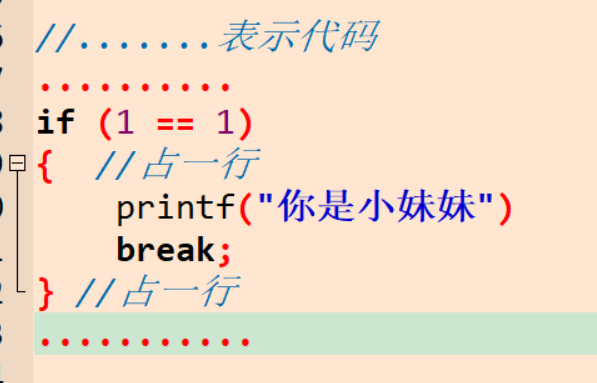 //.......表示代码
..........
if (1 == 1)
{  //占一行
    printf("你是小妹妹")
    break;
} //占一行
...........